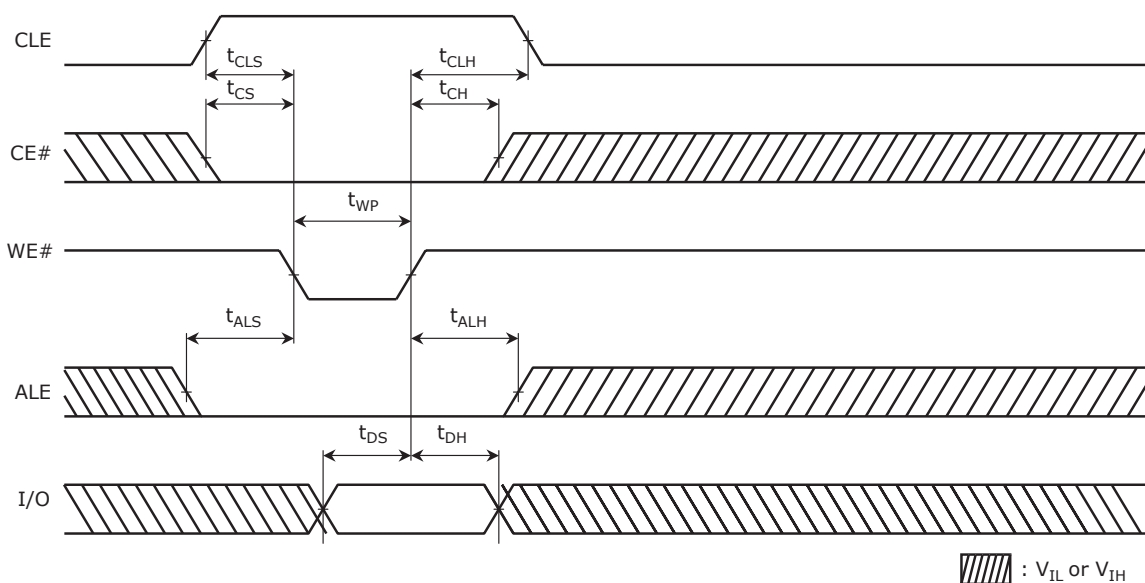 CLE
tCLS
tCLH
tCS
tCH
CE#
tWP
WE#
tALS
tALH
ALE
tDS
tDH
I/O
: VIL or VIH